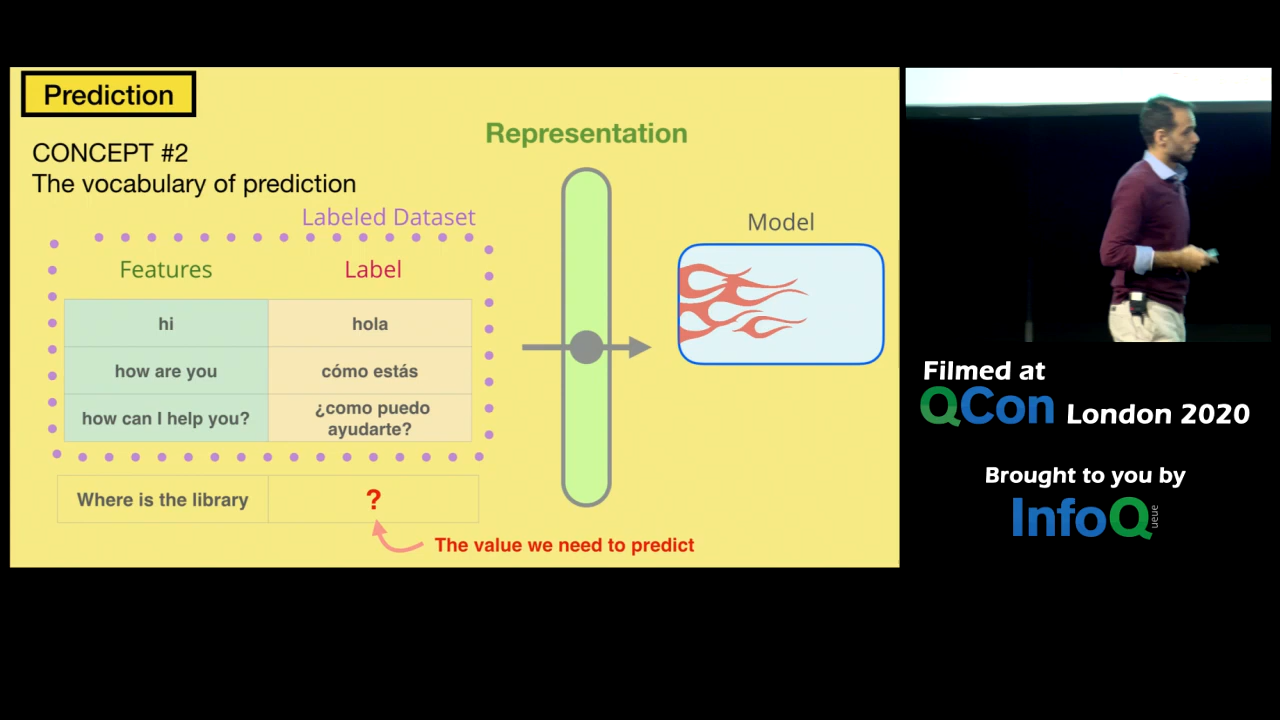 Prediction
CONCEPT #2
The vocabulary of prediction
Labeled Dataset
Features
Label
hi
hola
how are you
cómo estás
how can I help you?
¿como puedo
ayudarte?
Where is the library
?
The value we need to predict
Representation
Model
Filmed at
QCon London 2020
Brought to you by
InfoQueue